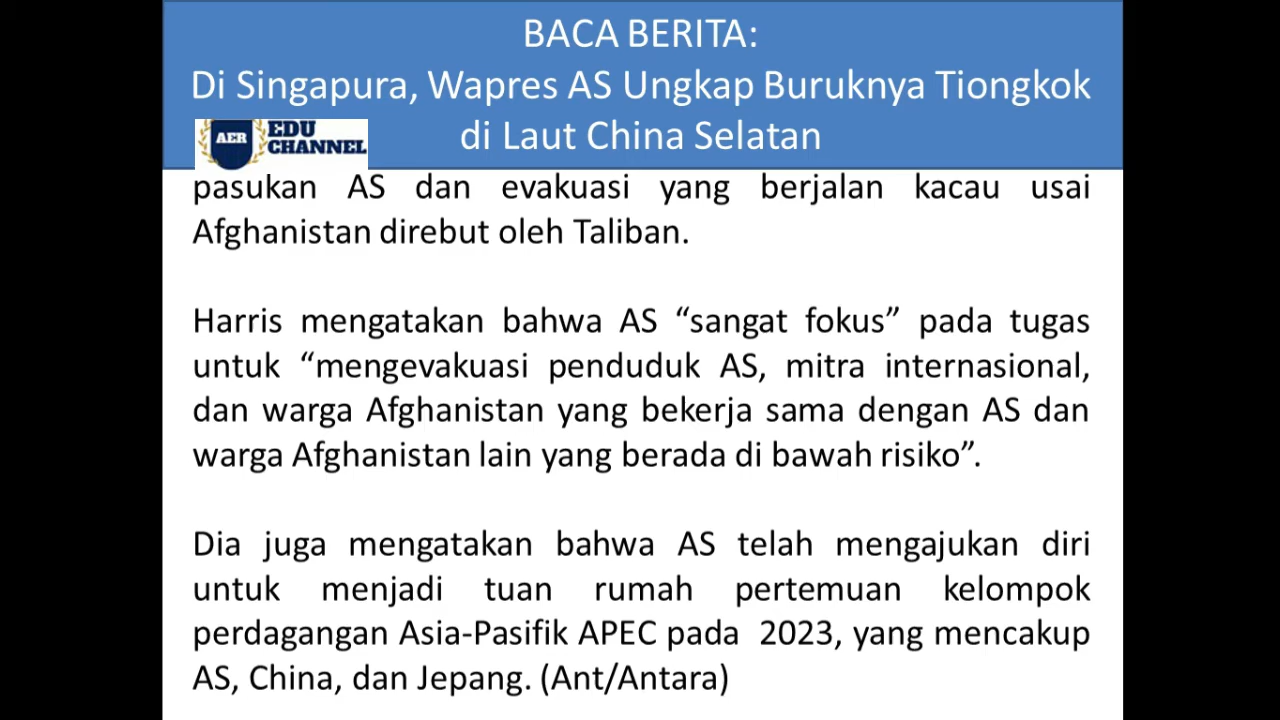 BACA BERITA:
Di Singapura, Wapres AS Ungkap Buruknya Tiongkok
di Laut China Selatan
AER
EDU
CHANNEL
pasukan AS dan evakuasi yang berjalan kacau usai
Afghanistan direbut oleh Taliban.
Harris mengatakan bahwa AS “sangat fokus” pada tugas
untuk “mengevakuasi penduduk AS, mitra internasional,
dan warga Afghanistan yang bekerja sama dengan AS dan
warga Afghanistan lain yang berada di bawah risiko”.
Dia juga mengatakan bahwa AS telah mengajukan diri
untuk menjadi tuan rumah pertemuan kelompok
perdagangan Asia-Pasifik APEC pada  2023, yang mencakup
AS, China, dan Jepang. (Ant/Antara)